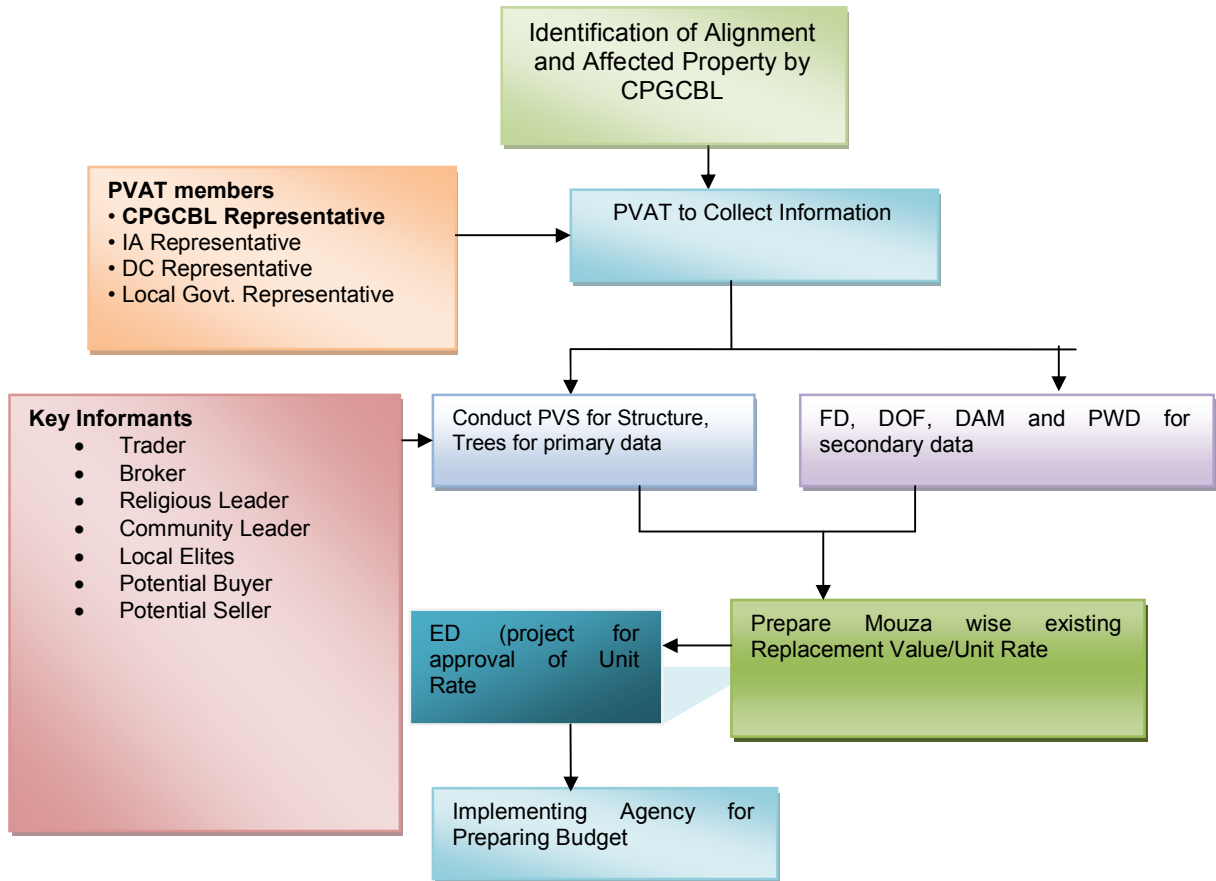 Identification of Alignment
and Affected Property by
CPGCBL
PVAT members
• CPGCBL Representative
• IA Representative
• DC Representative
• Local Govt. Representative
PVAT to Collect Information
Key Informants
• Trader
• Broker
• Religious Leader
• Community Leader
• Local Elites
• Potential Buyer
• Potential Seller
Conduct PVS for Structure,
Trees for primary data
FD, DOF, DAM and PWD for
secondary data
ED (project for
approval of Unit
Rate
Prepare Mouza wise existing
Replacement Value/Unit Rate
Implementing Agency for
Preparing Budget